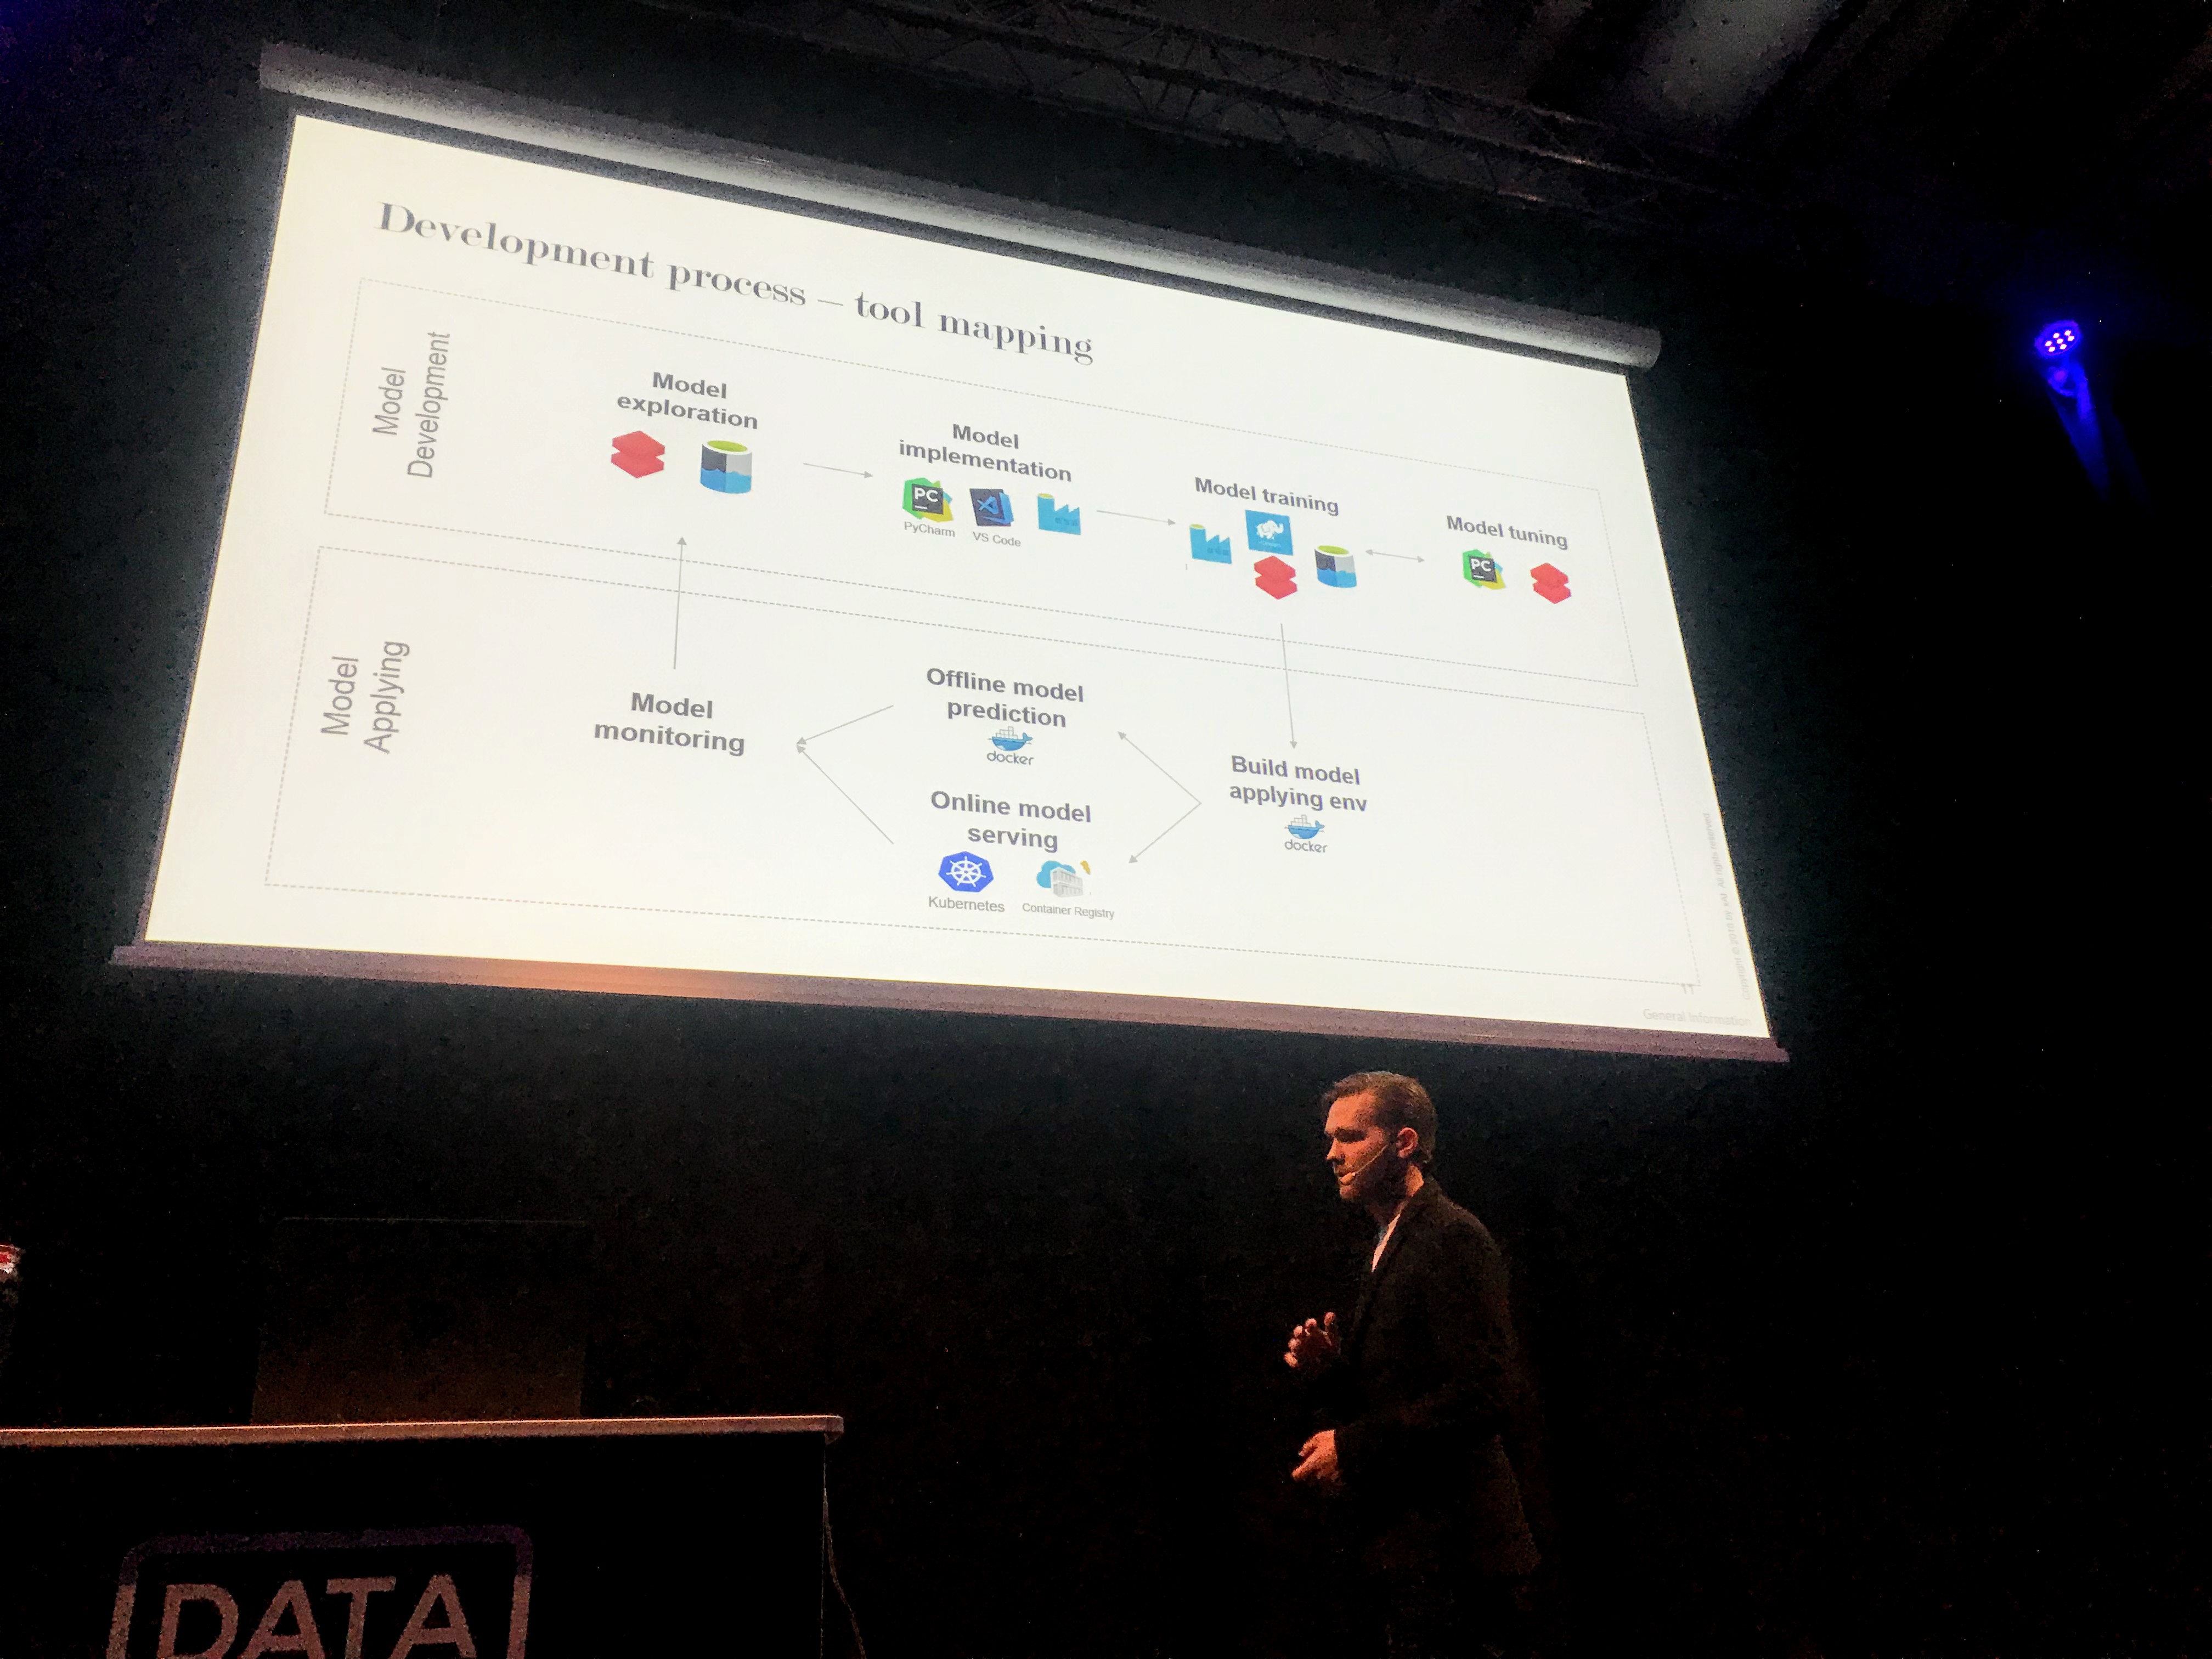 Development process – tool mapping
Model
Development
Model
exploration
Model
implementation
PC
PyCharm
VS Code
Model training
Model tuning
PC
Model
Applying
Model
monitoring
Offline model
prediction
docker
Online model
serving
Kubernetes
Container Registry
Build model
applying env
docker
11
General Information
DATA